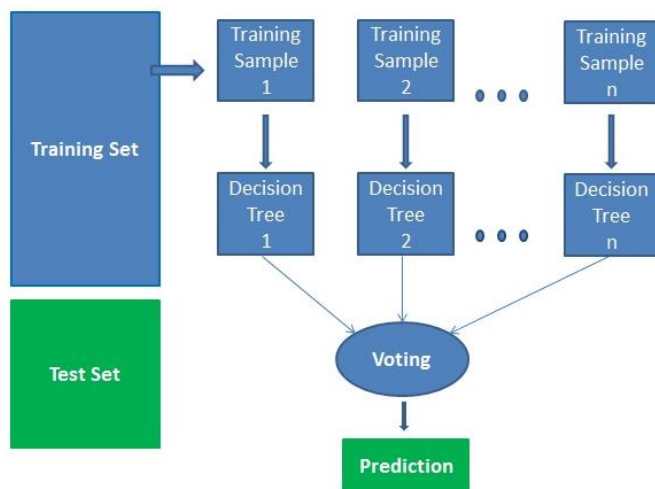 Training Set
Training
Sample
1
Training
Sample
2
Training
Sample
n
Decision
Tree
1
Decision
Tree
2
Decision
Tree
n
Test Set
Voting
Prediction